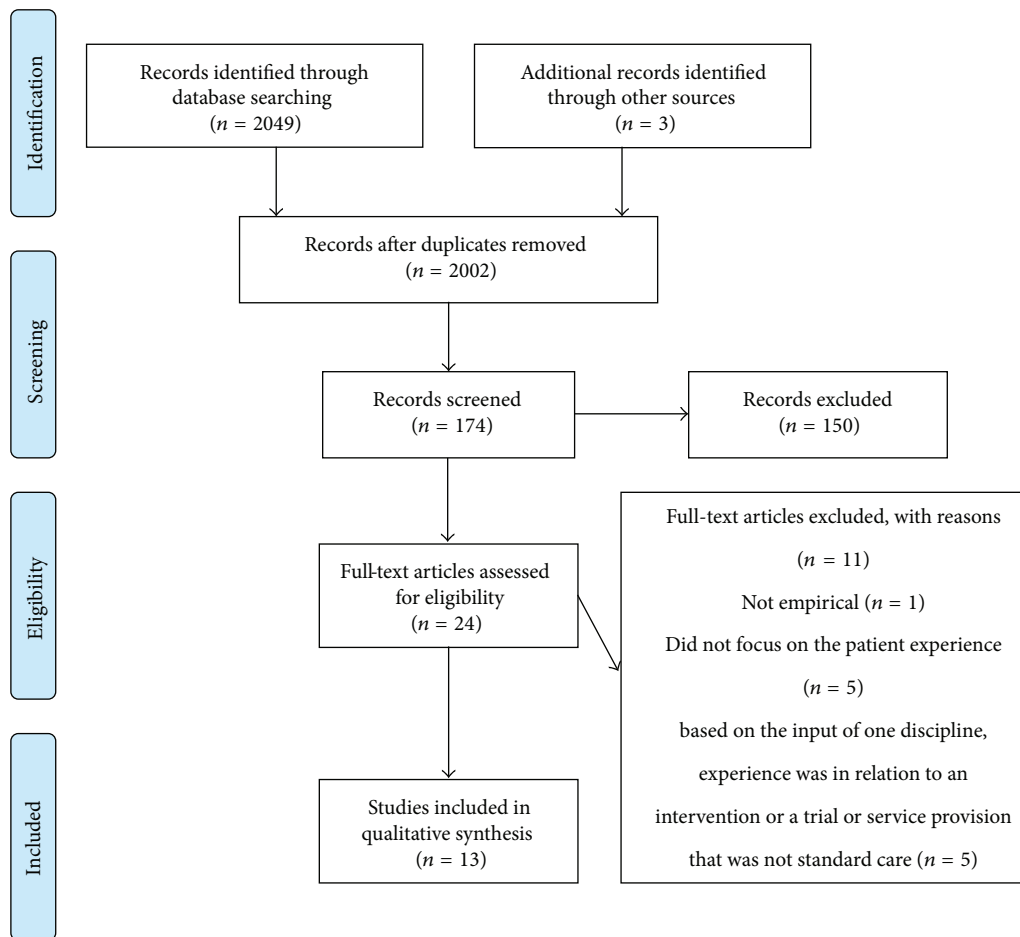 Identification
Records identified through
database searching
(n = 2049)
Additional records identified
through other sources
(n = 3)
Records after duplicates removed
(n = 2002)
Screening
Records screened
(n = 174)
Records excluded
(n = 150)
Eligibility
Full-text articles assessed
for eligibility
(n = 24)
Full-text articles excluded, with reasons
(n = 11)
Not empirical (n = 1)
Did not focus on the patient experience
(n = 5)
based on the input of one discipline,
experience was in relation to an
intervention or a trial or service provision
that was not standard care (n = 5)
Included
Studies included in
qualitative synthesis
(n = 13)